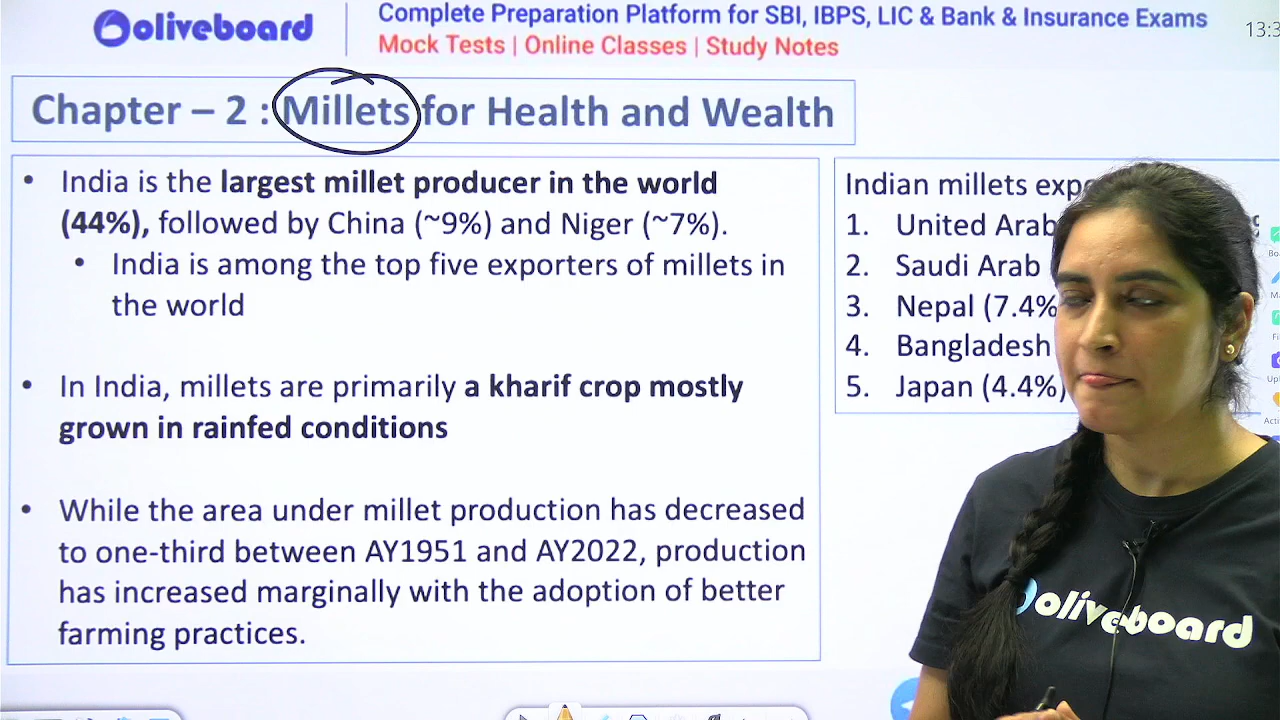 oliveboard
Complete Preparation Platform for SBI, IBPS, LIC & Bank & Insurance Exams
Mock Tests | Online Classes | Study Notes
Chapter – 2 : Millets for Health and Wealth
• India is the largest millet producer in the world
(44%), followed by China (~9%) and Niger (~7%).
• India is among the top five exporters of millets in
the world
• In India, millets are primarily a kharif crop mostly
grown in rainfed conditions
• While the area under millet production has decreased
to one-third between AY1951 and AY2022, production
has increased marginally with the adoption of better
farming practices.
Indian millets
1. United Arab
2. Saudi Arab
3. Nepal (7.4%
4. Bangladesh
5. Japan (4.4%)
oliveboard